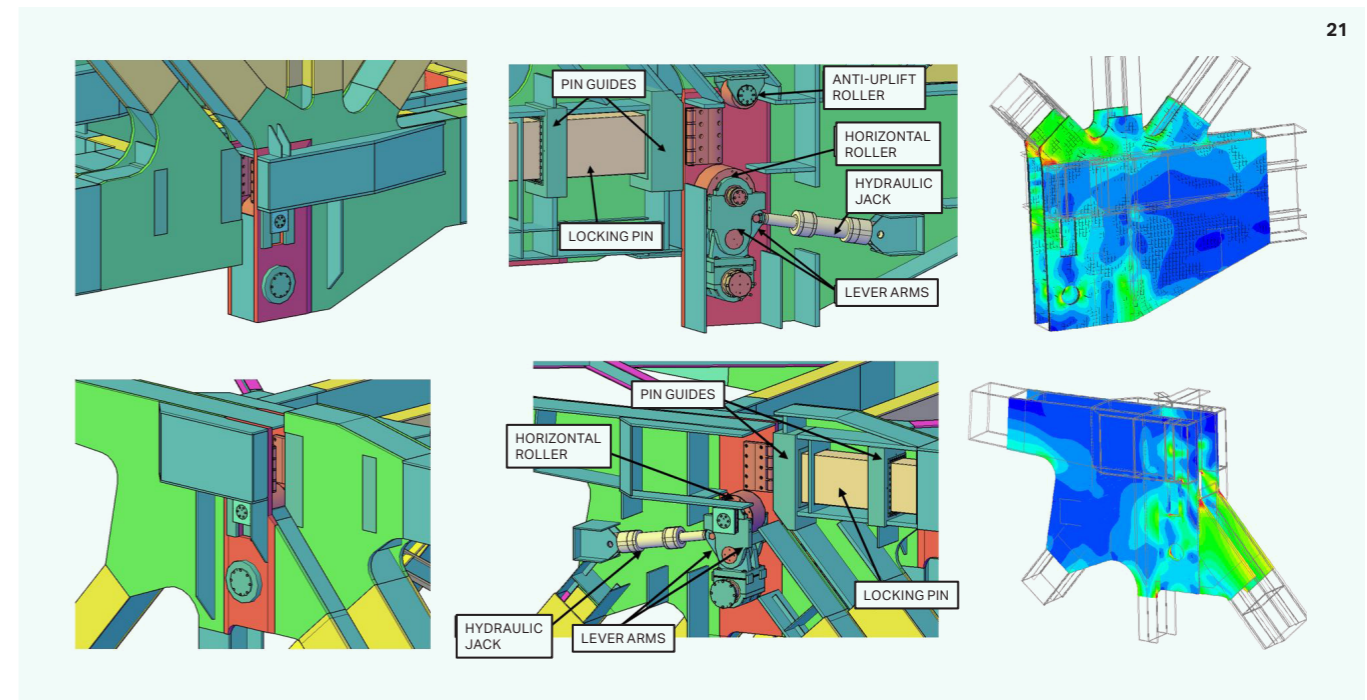 21
PIN GUIDES
ANTI-UPLIFT
ROLLER
HORIZONTAL
ROLLER
HYDRAULIC
JACK
LOCKING PIN
LEVER ARMS
PIN GUIDES
HORIZONTAL
ROLLER
LOCKING PIN
HYDRAULIC
JACK
LEVER ARMS